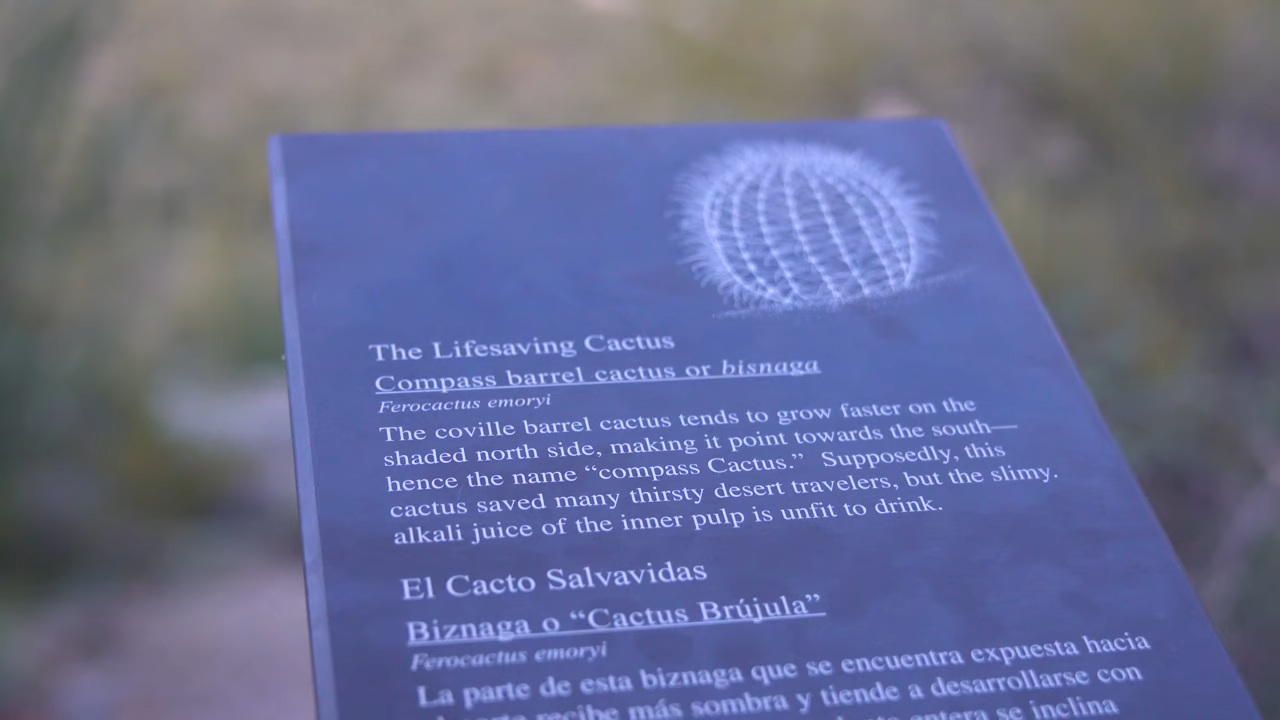 The Lifesaving Cactus
Compass barrel cactus or bisnaga
Ferocactus emoryi
The coville barrel cactus tends to grow faster on the
shaded north side, making it point towards the south—
hence the name “compass Cactus.” Supposedly, this
cactus saved many thirsty desert travelers, but the slimy.
alkali juice of the inner pulp is unfit to drink.
El Cacto Salvavidas
Biznaga o “Cactus Brújula”
Ferocactus emoryi
La parte de esta biznaga que se encuentra expuesta hacia
recibe más sombra y tiende a desarrollarse con
entera se inclina